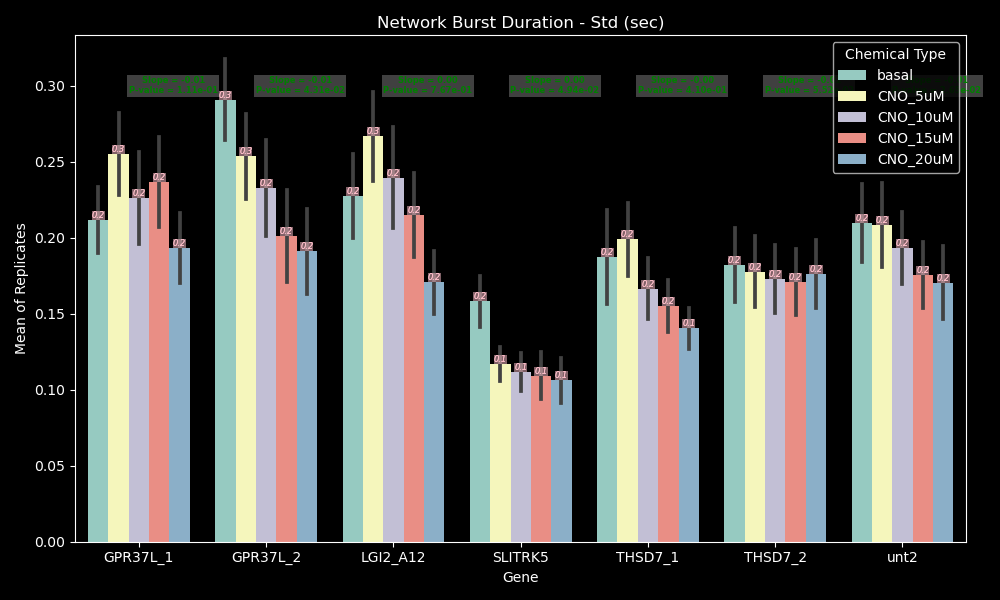 Network Burst Duration - Std (sec)
Chemical Type
basal
CNO_5uM
CNO_10uM
CNO_15uM
CNO_20uM
Slope = 0.00
P-value =
Mean of Replicates
0.30
0.25
0.20
0.15
0.10
0.05
0.00
0.2 0.3 0.2 0.2 0.2
0.3 0.3 0.2 0.2 0.2
0.2 0.3 0.2 0.2 0.2
0.2 0.1 0.1 0.1 0.1
0.2 0.2 0.2 0.2 0.1
0.2 0.2 0.2 0.2 0.2
0.2 0.2 0.2 0.2 0.2
GPR37L_1 GPR37L_2 LGI2_A12 SLITRK5 THSD7_1 THSD7_2 unt2
Gene